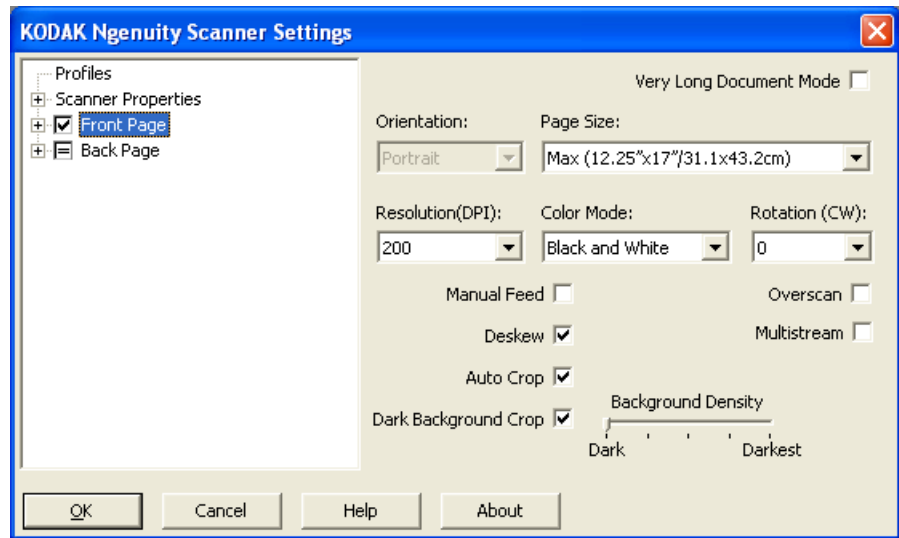 KODAK Ngenuity Scanner Settings
Profiles
Scanner Properties
Front Page
Back Page
Very Long Document Mode
Orientation: Page Size:
Portrait Max (12.25"x17"/31.1x43.2cm)
Resolution(DPI): Color Mode: Rotation (CW):
200 Black and White 0
Manual Feed Overscan
Deskew Multistream
Auto Crop
Dark Background Crop Background Density
Dark Darkest
OK Cancel Help About